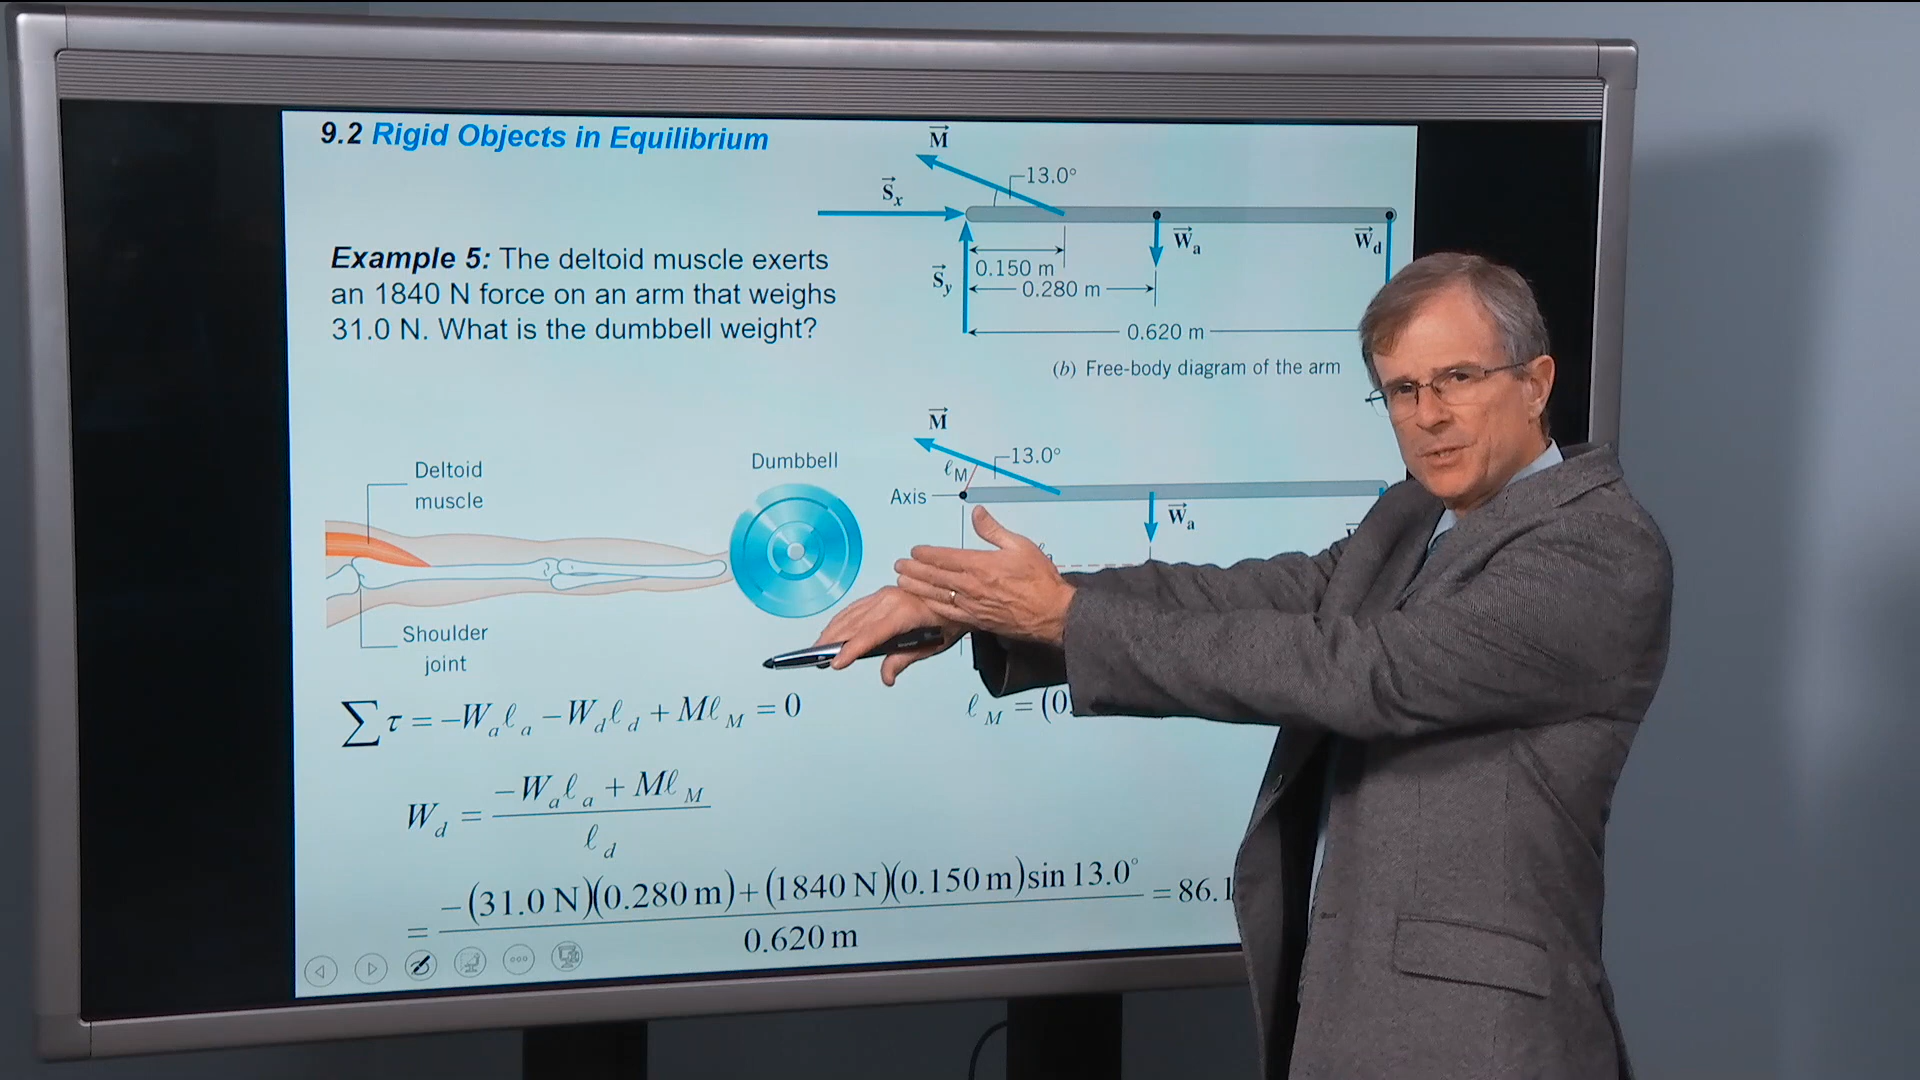 9.2 Rigid Objects in Equilibrium
Example 5: The deltoid muscle exerts
an 1840 N force on an arm that weighs
31.0 N. What is the dumbbell weight?
M
13.0°
Sx
Wa
Wd
Sy
0.150 m
0.280 m
0.620 m
(b) Free-body diagram of the arm
M
13.0°
ℓM
Axis
Wa
Deltoid
muscle
Dumbbell
Shoulder
joint
∑τ = −Waℓa − Wdℓd + MℓM = 0
ℓM = (0.
Wd = (−Waℓa + MℓM) / ℓd
= −(31.0 N)(0.280 m)+(1840 N)(0.150 m)sin 13.0° = 86.1
0.620 m